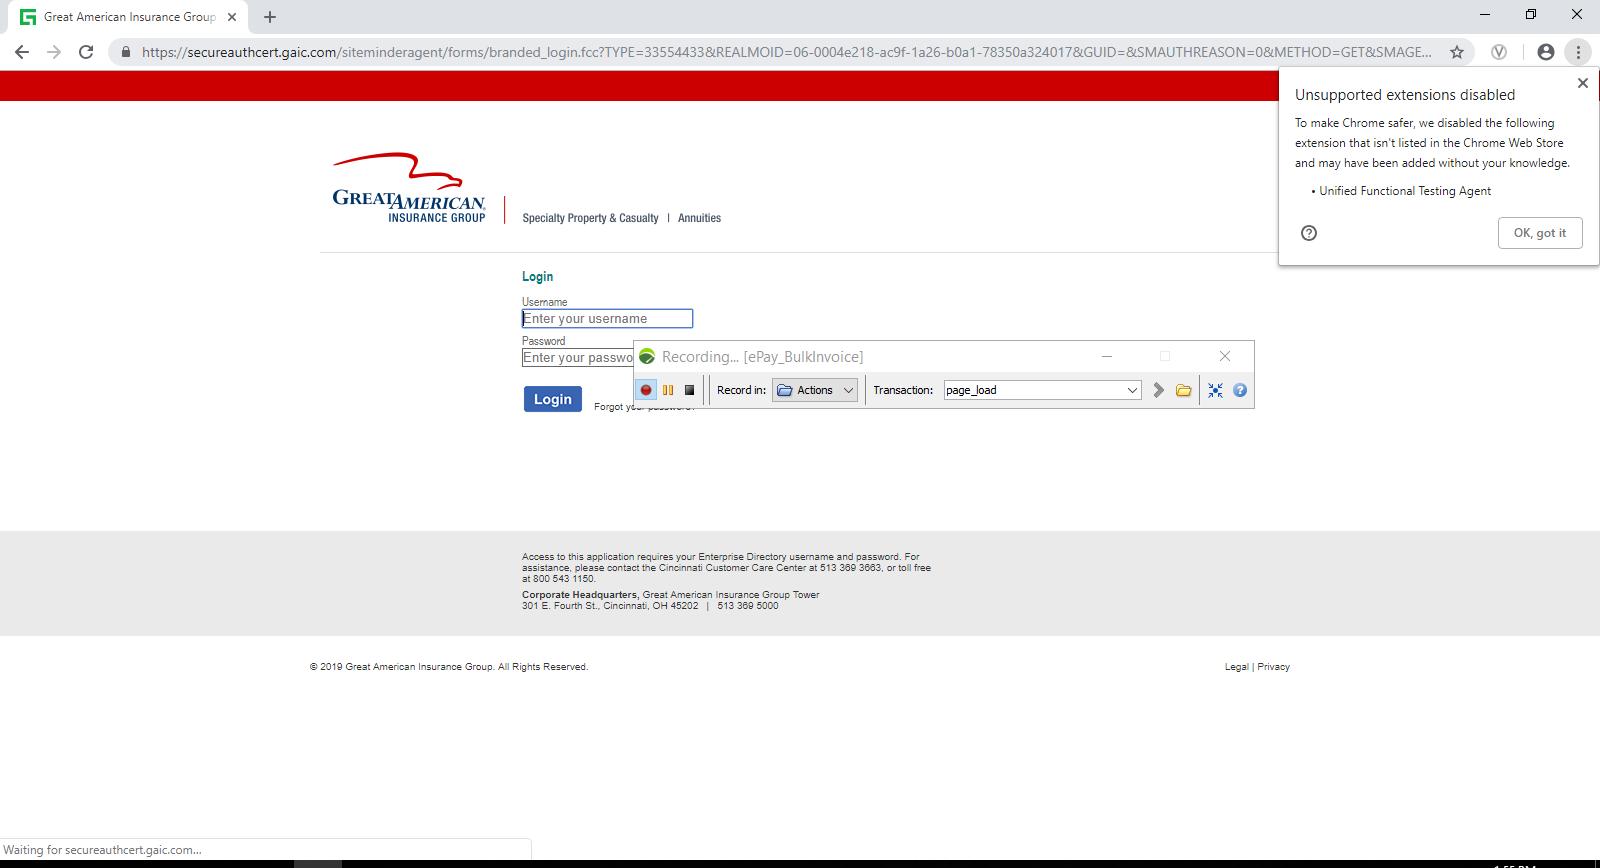 Great American Insurance Group
https://secureauthcert.gaic.com/siteminderagent/forms/branded_login.fcc?TYPE=33554433&REALMOID=06-0004e218-ac9f-1a26-b0a1-78350a324017&GUID=&SMAUTHREASON=0&METHOD=GET&SMAGE...
Unsupported extensions disabled
To make Chrome safer, we disabled the following
extension that isn't listed in the Chrome Web Store
and may have been added without your knowledge.
• Unified Functional Testing Agent
OK, got it
GREATAMERICAN®
INSURANCE GROUP
Specialty Property & Casualty | Annuities
Login
Username
Enter your username
Password
Enter your passwo
Recording... [ePay_BulkInvoice]
Record in: Actions Transaction: page_load
Login
Forgot your password?
Access to this application requires your Enterprise Directory username and password. For
assistance, please contact the Cincinnati Customer Care Center at 513 369 3663, or toll free
at 800 543 1150.
Corporate Headquarters, Great American Insurance Group Tower
301 E. Fourth St., Cincinnati, OH 45202 | 513 369 5000
© 2019 Great American Insurance Group. All Rights Reserved.
Legal | Privacy
Waiting for secureauthcert.gaic.com...